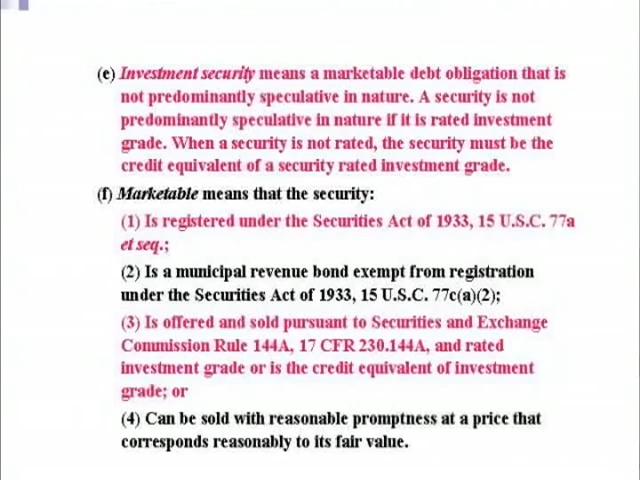 (e) Investment security means a marketable debt obligation that is
not predominantly speculative in nature. A security is not
predominantly speculative in nature if it is rated investment
grade. When a security is not rated, the security must be the
credit equivalent of a security rated investment grade.
(f) Marketable means that the security:
(1) Is registered under the Securities Act of 1933, 15 U.S.C. 77a
et seq.;
(2) Is a municipal revenue bond exempt from registration
under the Securities Act of 1933, 15 U.S.C. 77c(a)(2);
(3) Is offered and sold pursuant to Securities and Exchange
Commission Rule 144A, 17 CFR 230.144A, and rated
investment grade or is the credit equivalent of investment
grade; or
(4) Can be sold with reasonable promptness at a price that
corresponds reasonably to its fair value.